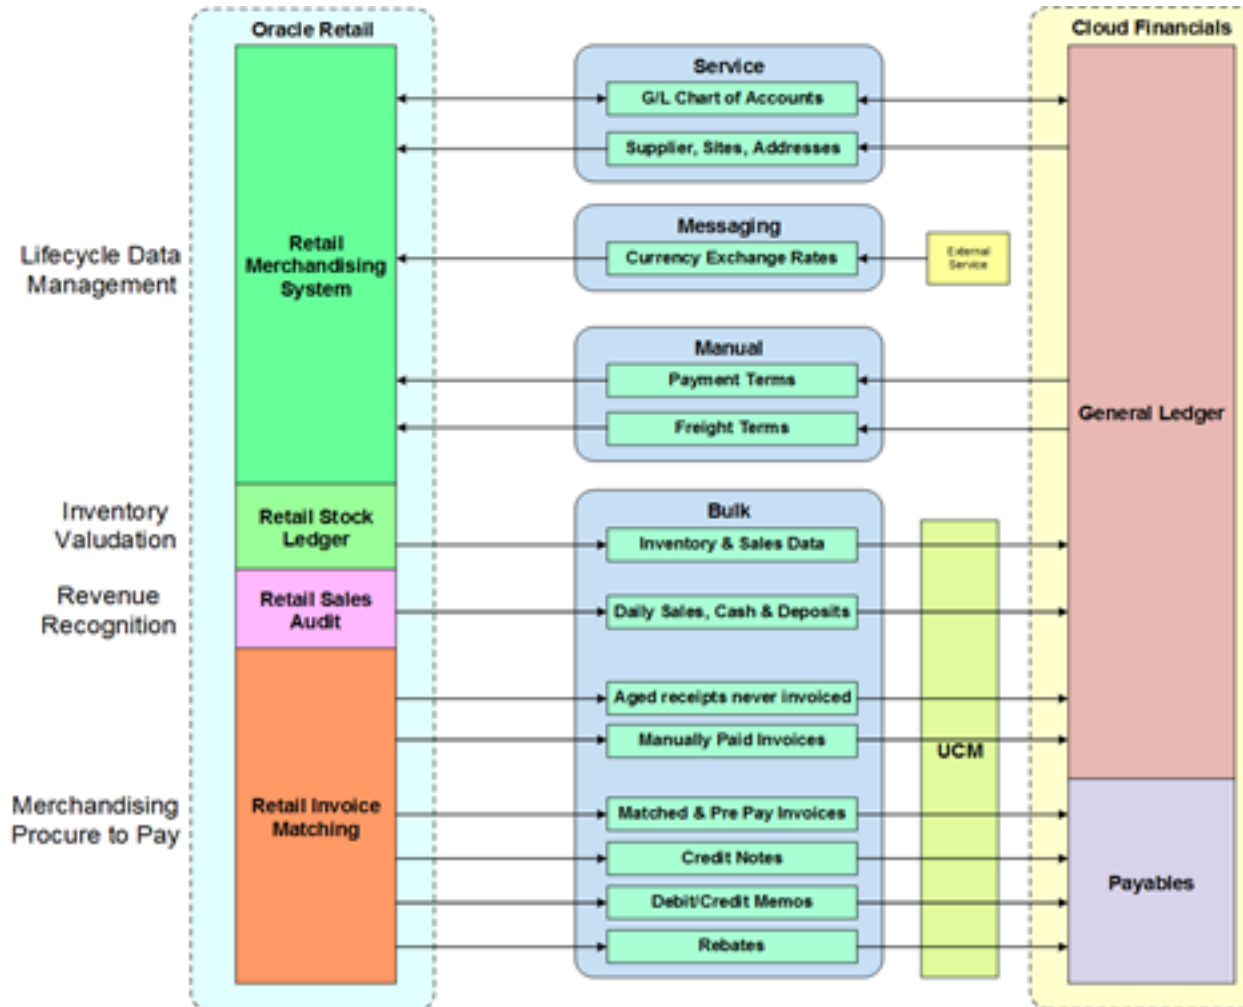 Oracle Retail
Cloud Financials
Service
G/L Chart of Accounts
Supplier, Sites, Addresses
Messaging
Currency Exchange Rates
External
Service
Manual
Payment Terms
Freight Terms
Bulk
Inventory & Sales Data
Daily Sales, Cash & Deposits
Aged receipts never invoiced
Manually Paid Invoices
Matched & Pre Pay Invoices
Credit Notes
Debit/Credit Memos
Rebates
UCM
Lifecycle Data
Management
Retail
Merchandising
System
Inventory
Valudation
Retail Stock
Ledger
Revenue
Recognition
Retail Sales
Audit
Merchandising
Procure to Pay
Retail Invoice
Matching
General Ledger
Payables